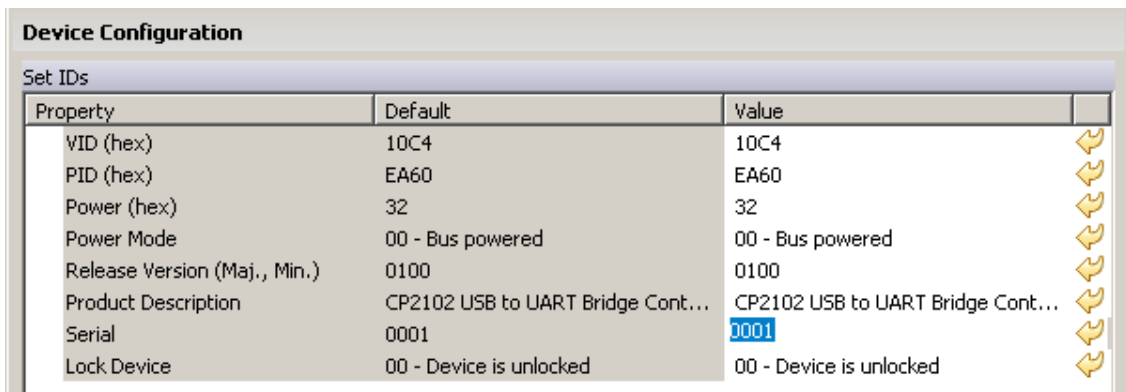 Device Configuration
Set IDs
Property Default Value
VID (hex) 10C4 10C4
PID (hex) EA60 EA60
Power (hex) 32 32
Power Mode 00 - Bus powered 00 - Bus powered
Release Version (Maj., Min.) 0100 0100
Product Description CP2102 USB to UART Bridge Cont... CP2102 USB to UART Bridge Cont...
Serial 0001 0001
Lock Device 00 - Device is unlocked 00 - Device is unlocked